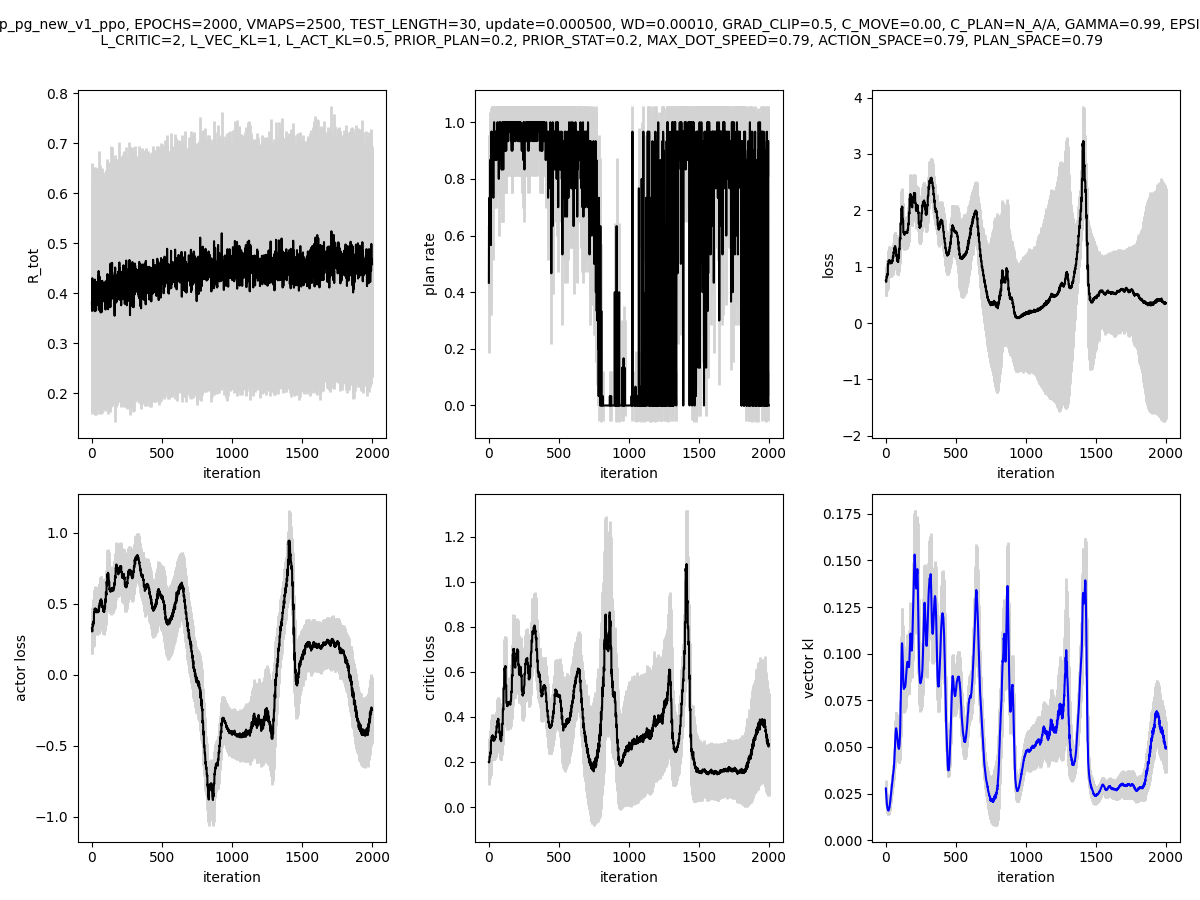 p_pg_new_v1_ppo, EPOCHS=2000, VMAPS=2500, TEST_LENGTH=30, update=0.000500, WD=0.00010, GRAD_CLIP=0.5, C_MOVE=0.00, C_PLAN=N_A/A, GAMMA=0.99, EPSI
L_CRITIC=2, L_VEC_KL=1, L_ACT_KL=0.5, PRIOR_PLAN=0.2, PRIOR_STAT=0.2, MAX_DOT_SPEED=0.79, ACTION_SPACE=0.79, PLAN_SPACE=0.79
R_tot
0.8
0.7
0.6
0.5
0.4
0.3
0.2
0 500 1000 1500 2000
iteration
plan rate
1.0
0.8
0.6
0.4
0.2
0.0
0 500 1000 1500 2000
iteration
loss
4
3
2
1
0
−1
−2
0 500 1000 1500 2000
iteration
actor loss
1.0
0.5
0.0
−0.5
−1.0
0 500 1000 1500 2000
iteration
critic loss
1.2
1.0
0.8
0.6
0.4
0.2
0.0
0 500 1000 1500 2000
iteration
vector kl
0.175
0.150
0.125
0.100
0.075
0.050
0.025
0.000
0 500 1000 1500 2000
iteration